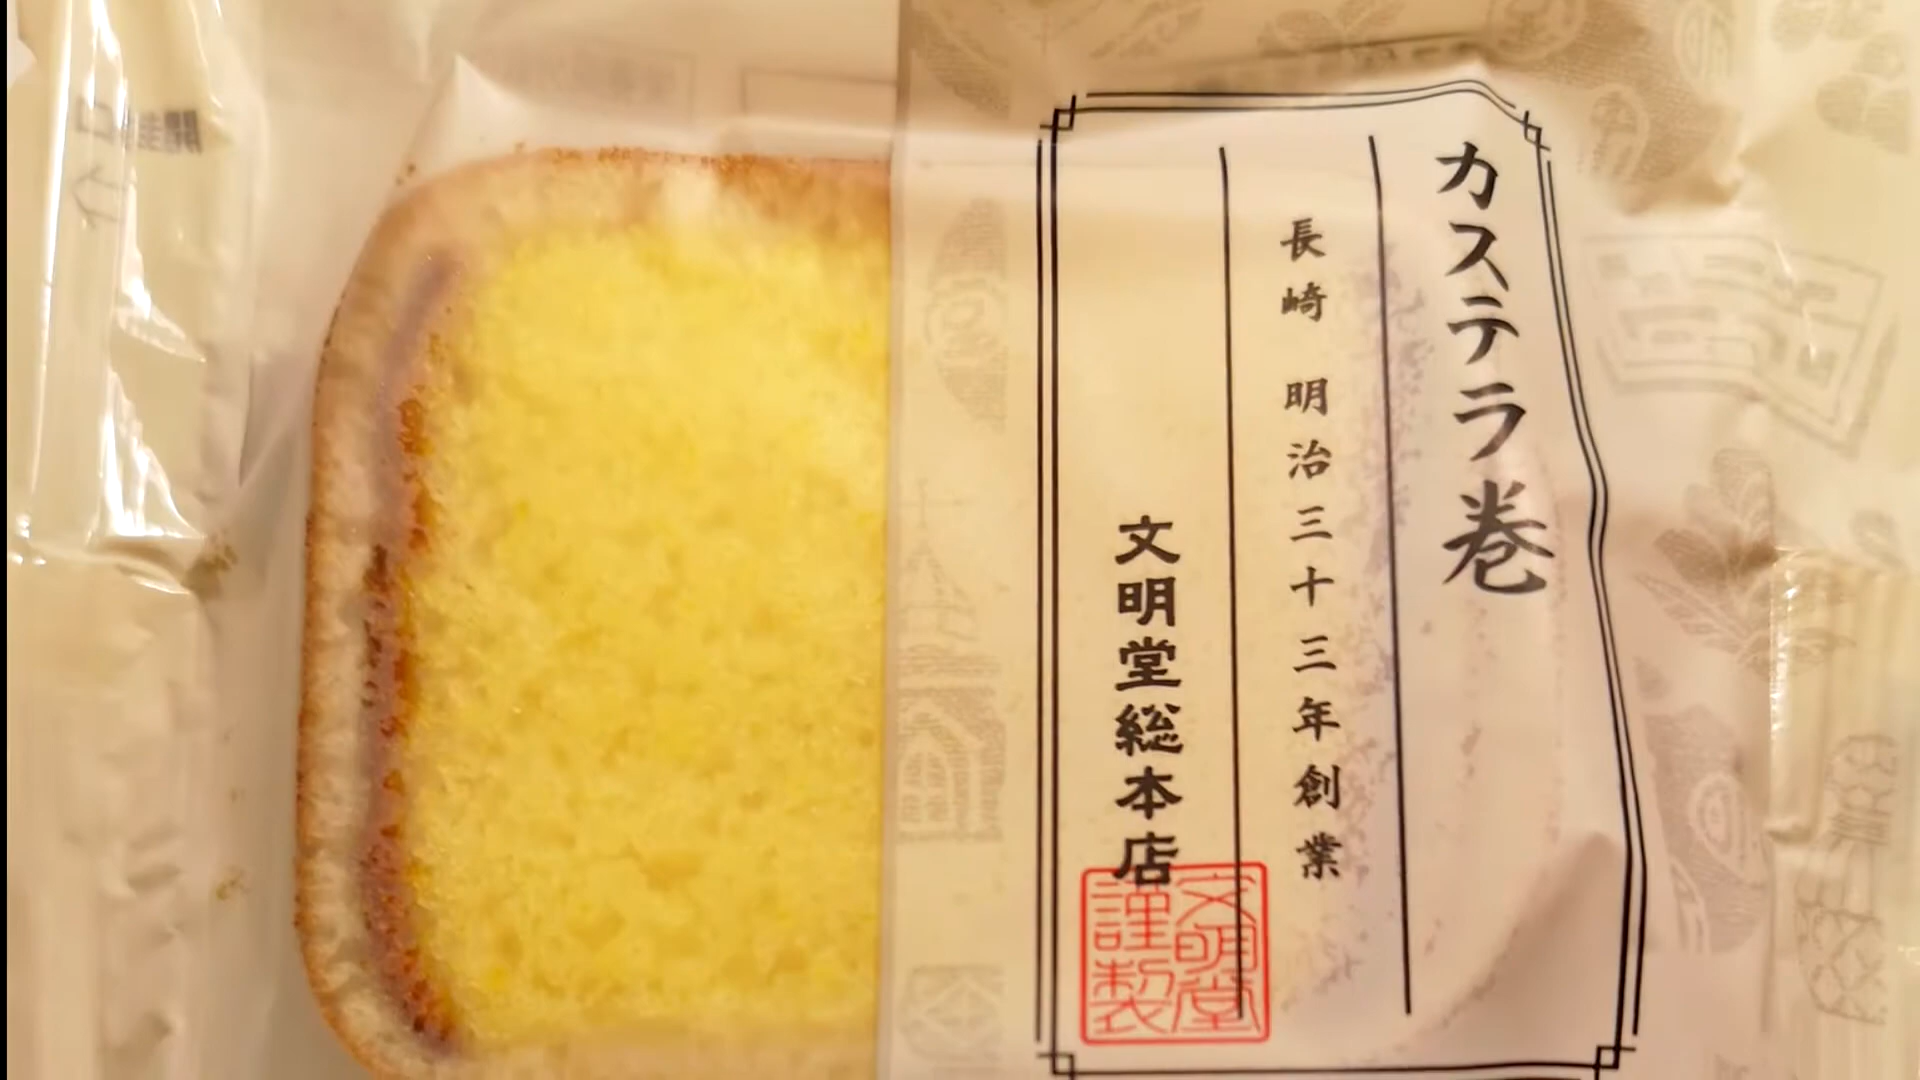 カステラ巻
長崎 明治三十三年創業
文明堂総本店
文明堂
謹製